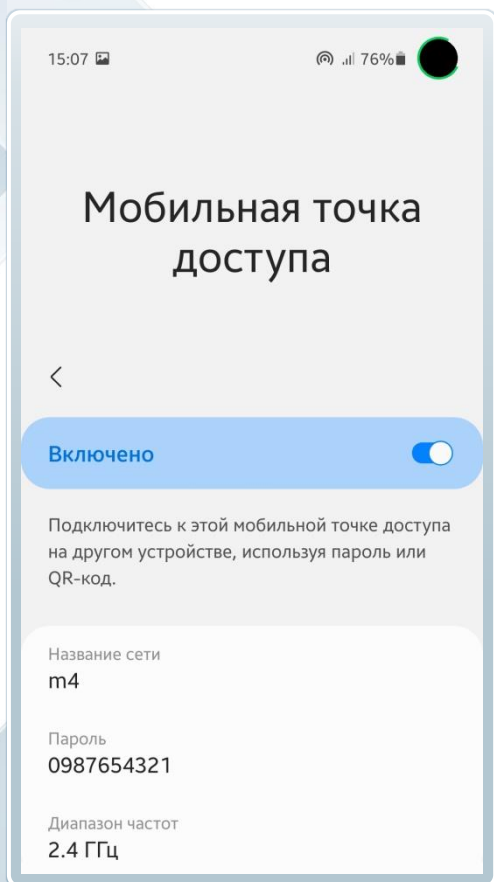 15:07
76%
Мобильная точка
доступа
Включено
Подключитесь к этой мобильной точке доступа
на другом устройстве, используя пароль или
QR-код.
Название сети
m4
Пароль
0987654321
Диапазон частот
2.4 ГГц